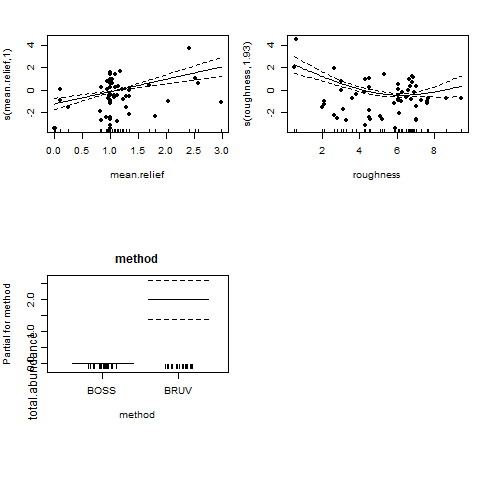 s(mean.relief,1)
4
2
0
-2
0.0 0.5 1.0 1.5 2.0 2.5 3.0
mean.relief
s(roughness,1.93)
4
2
0
-2
2 4 6 8
roughness
method
Partial for method
2.0
1.0
0.0
total.abundance
BOSS BRUV
method